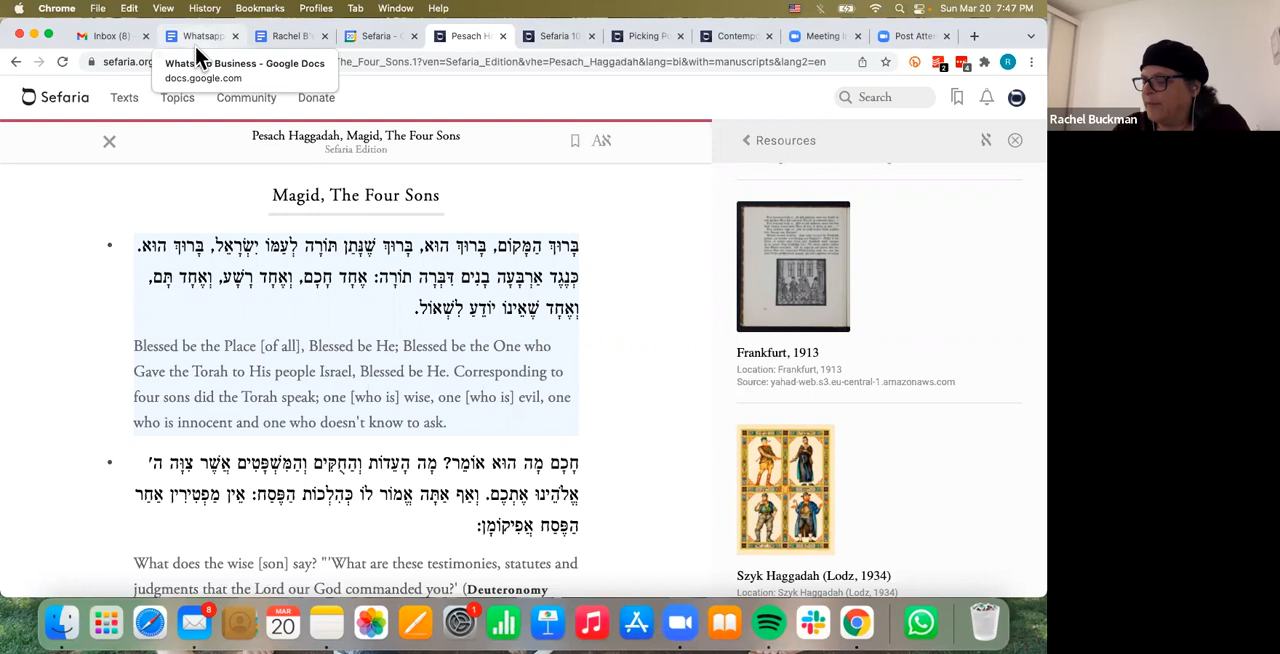 Chrome File Edit View History Bookmarks Profiles Tab Window Help
Sun Mar 20 7:47 PM
Inbox (8)
Whatsapp
Rachel B'
Sefaria -
Pesach H
Sefaria 10
Picking P
Contemp
Meeting I
Post Atte
sefaria.org
_The_Four_Sons.1?ven=Sefaria_Edition&vhe=Pesach_Haggadah&lang=bi&with=manuscripts&lang2=en
2
4
R
WhatsApp Business - Google Docs
docs.google.com
Sefaria
Texts Topics Community Donate
Search
Pesach Haggadah, Magid, The Four Sons
Sefaria Edition
Aא
Resources
א
Magid, The Four Sons
בָּרוּךְ הַמָּקוֹם, בָּרוּךְ הוּא, בָּרוּךְ שֶׁנָּתַן תּוֹרָה לְעַמּוֹ יִשְׂרָאֵל, בָּרוּךְ הוּא.
כְּנֶגֶד אַרְבָּעָה בָנִים דִּבְּרָה תוֹרָה: אֶחָד חָכָם, וְאֶחָד רָשָׁע, וְאֶחָד תָּם,
וְאֶחָד שֶׁאֵינוֹ יוֹדֵעַ לִשְׁאוֹל.
Blessed be the Place [of all], Blessed be He; Blessed be the One who
Gave the Torah to His people Israel, Blessed be He. Corresponding to
four sons did the Torah speak; one [who is] wise, one [who is] evil, one
who is innocent and one who doesn't know to ask.
חָכָם מָה הוּא אוֹמֵר? מָה הָעֵדוֹת וְהַחֻקִּים וְהַמִּשְׁפָּטִים אֲשֶׁר צִוָּה ה'
אֱלֹהֵינוּ אֶתְכֶם. וְאַף אַתָּה אֱמוֹר לוֹ כְּהִלְכוֹת הַפֶּסַח: אֵין מַפְטִירִין אַחַר
הַפֶּסַח אֲפִיקוֹמָן:
What does the wise [son] say? "'What are these testimonies, statutes and
judgments that the Lord our God commanded you?' (Deuteronomy
Frankfurt, 1913
Location: Frankfurt, 1913
Source: yahad-web.s3.eu-central-1.amazonaws.com
Szyk Haggadah (Lodz, 1934)
Location: Szyk Haggadah (Lodz, 1934)
Rachel Buckman
8
MAR
20
1